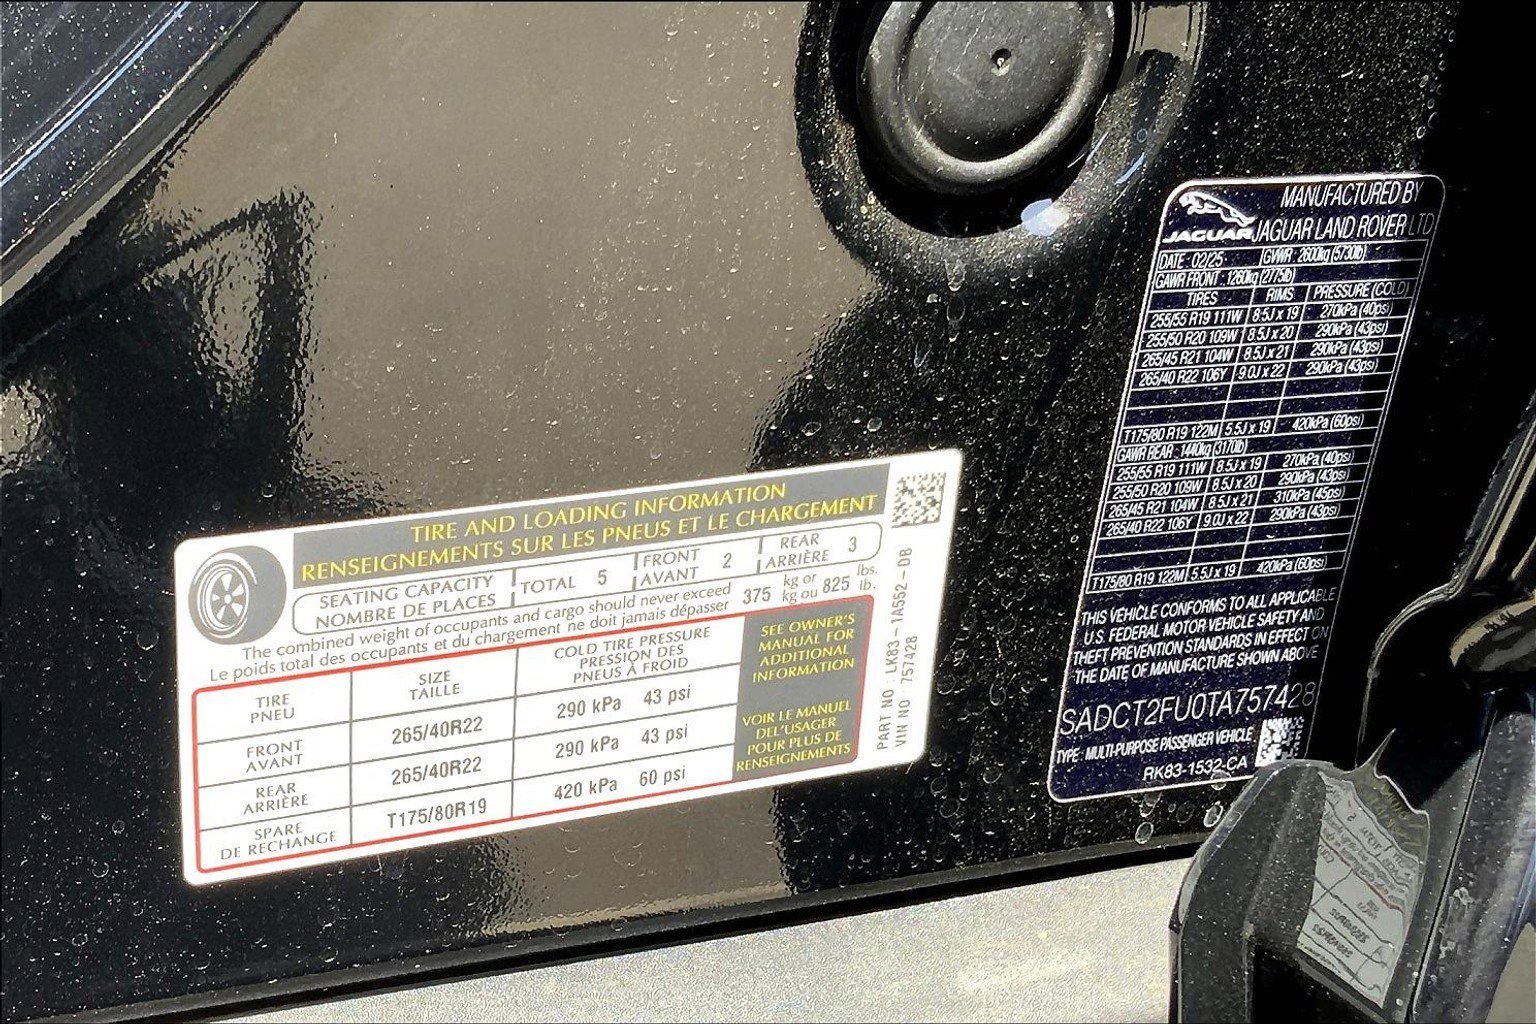 TIRE AND LOADING INFORMATION
RENSEIGNEMENTS SUR LES PNEUS ET LE CHARGEMENT
SEATING CAPACITY
NOMBRE DE PLACES
TOTAL 5
FRONT
AVANT 2
REAR
ARRIÈRE 3
The combined weight of occupants and cargo should never exceed
Le poids total des occupants et du chargement ne doit jamais dépasser
375 kg or
kg ou 825 lbs.
lb.
TIRE
PNEU
SIZE
TAILLE
COLD TIRE PRESSURE
PRESSION DES
PNEUS À FROID
FRONT
AVANT
265/40R22
290 kPa 43 psi
REAR
ARRIÈRE
265/40R22
290 kPa 43 psi
SPARE
DE RECHANGE
T175/80R19
420 kPa 60 psi
SEE OWNER'S
MANUAL FOR
ADDITIONAL
INFORMATION
VOIR LE MANUEL
DEL'USAGER
POUR PLUS DE
RENSEIGNEMENTS
PART NO : LK83-1A552-DB
VIN NO : 757428
JAGUAR
MANUFACTURED BY
JAGUAR LAND ROVER LTD
DATE : 02/25 GVWR : 2600kg (5730lb)
GAWR FRONT : 1260kg (2775lb)
TIRES RIMS PRESSURE (COLD)
255/55 R19 111W 8.5J x 19 270kPa (40psi)
255/50 R20 109W 8.5J x 20 290kPa (43psi)
265/45 R21 104W 8.5J x 21 290kPa (43psi)
265/40 R22 106Y 9.0J x 22 290kPa (43psi)
T175/80 R19 122M 5.5J x 19 420kPa (60psi)
GAWR REAR : 1440kg (3170lb)
255/55 R19 111W 8.5J x 19 270kPa (40psi)
255/50 R20 109W 8.5J x 20 290kPa (43psi)
265/45 R21 104W 8.5J x 21 310kPa (45psi)
265/40 R22 106Y 9.0J x 22 290kPa (43psi)
T175/80 R19 122M 5.5J x 19 420kPa (60psi)
THIS VEHICLE CONFORMS TO ALL APPLICABLE
U.S. FEDERAL MOTOR VEHICLE SAFETY AND
THEFT PREVENTION STANDARDS IN EFFECT ON
THE DATE OF MANUFACTURE SHOWN ABOVE
SADCT2FU0TA757428
TYPE : MULTI-PURPOSE PASSENGER VEHICLE
RK83-1532-CA